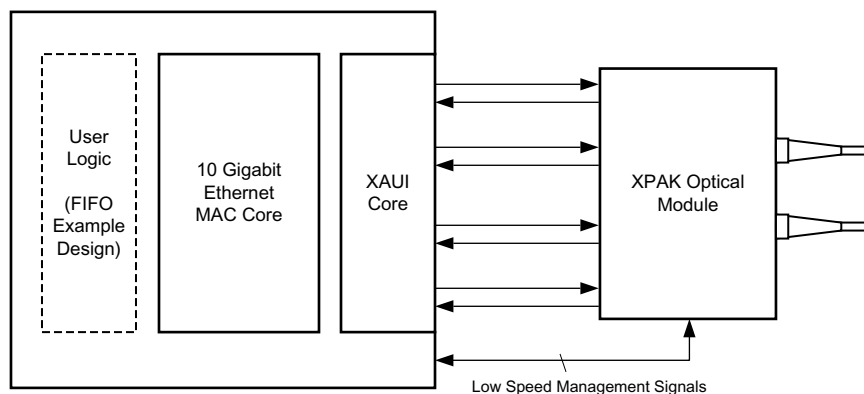 User
Logic
(FIFO
Example
Design)
10 Gigabit
Ethernet
MAC Core
XAUI
Core
XPAK Optical
Module
Low Speed Management Signals